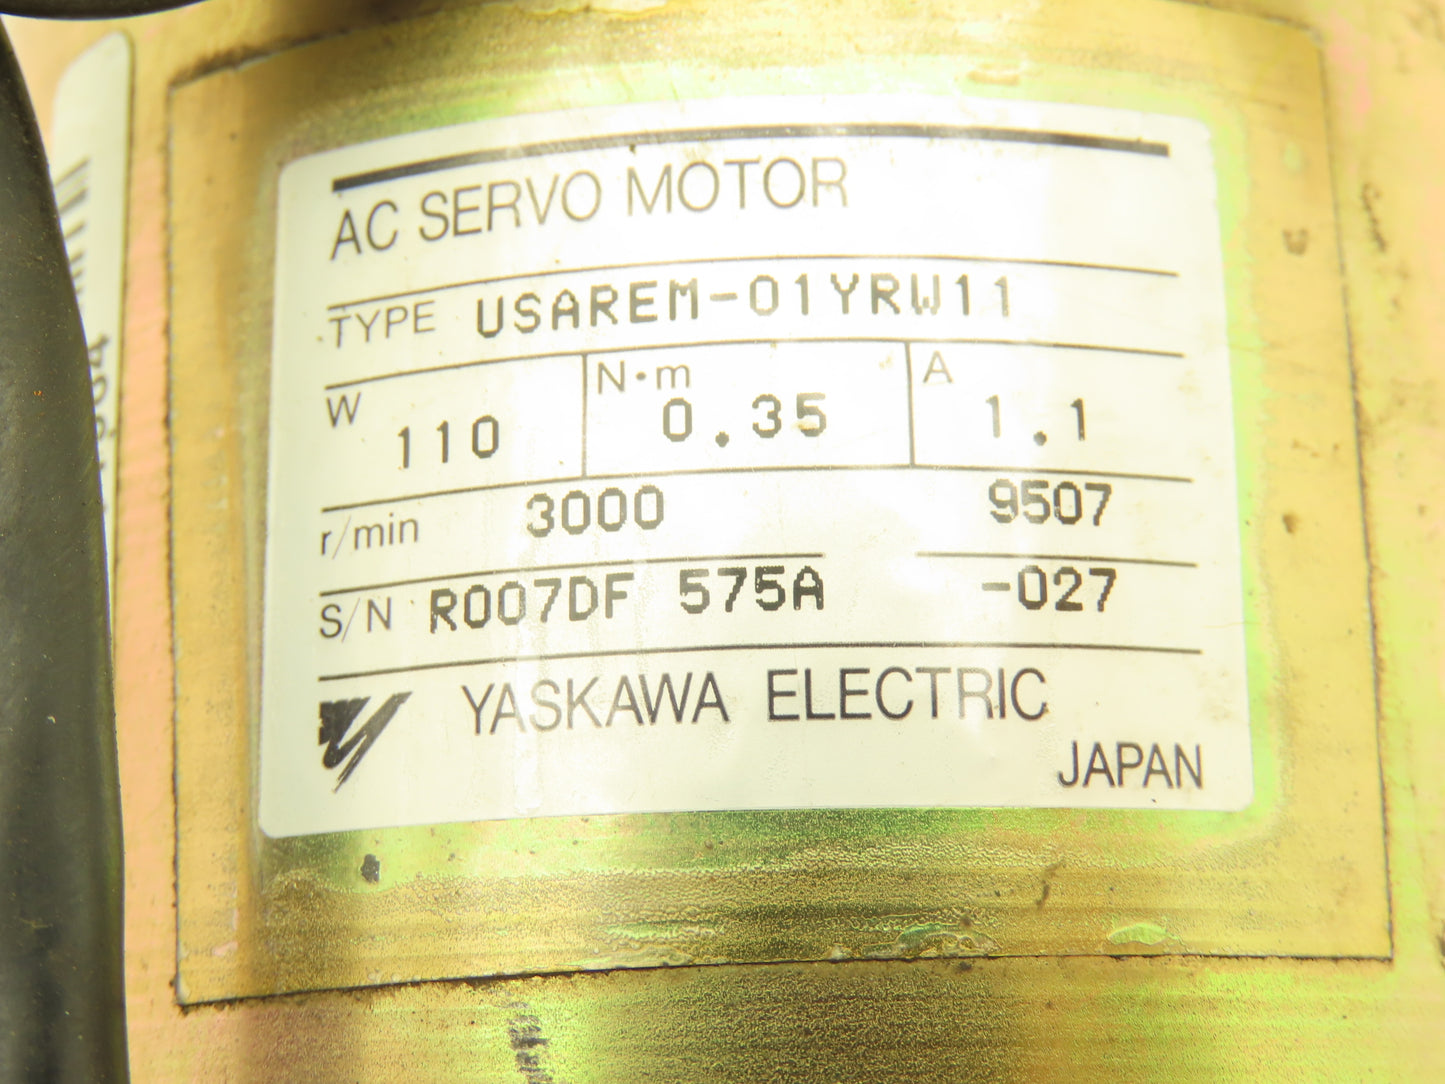 AC SERVO MOTOR
TYPE USAREM-01YRW11
W 110 N·m 0.35 A 1.1
r/min 3000 9507
S/N R007DF 575A -027
YASKAWA ELECTRIC
JAPAN